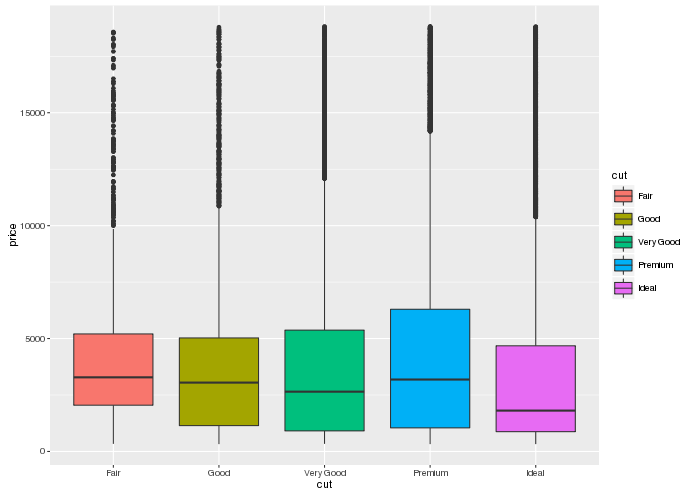 15000
10000
5000
0
price
Fair
Good
Very Good
Premium
Ideal
cut
cut
Fair
Good
Very Good
Premium
Ideal